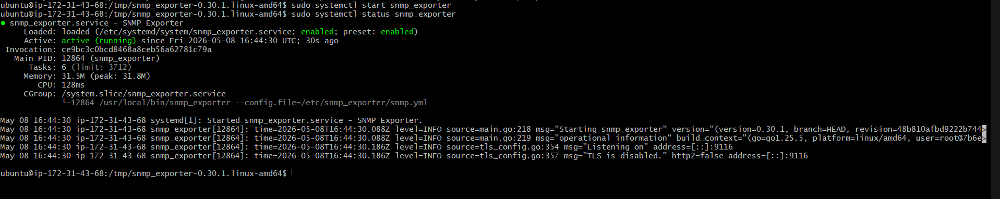 ubuntu@ip-172-31-43-68:/tmp/snmp_exporter-0.30.1.linux-amd64$ sudo systemctl start snmp_exporter
ubuntu@ip-172-31-43-68:/tmp/snmp_exporter-0.30.1.linux-amd64$ sudo systemctl status snmp_exporter
● snmp_exporter.service - SNMP Exporter
     Loaded: loaded (/etc/systemd/system/snmp_exporter.service; enabled; preset: enabled)
     Active: active (running) since Fri 2026-05-08 16:44:30 UTC; 30s ago
 Invocation: ce9bc3c0bcd8468a8ceb56a62781c79a
   Main PID: 12864 (snmp_exporter)
      Tasks: 6 (limit: 3712)
     Memory: 31.5M (peak: 31.8M)
        CPU: 128ms
     CGroup: /system.slice/snmp_exporter.service
             └─12864 /usr/local/bin/snmp_exporter --config.file=/etc/snmp_exporter/snmp.yml
May 08 16:44:30 ip-172-31-43-68 systemd[1]: Started snmp_exporter.service - SNMP Exporter.
May 08 16:44:30 ip-172-31-43-68 snmp_exporter[12864]: time=2026-05-08T16:44:30.088Z level=INFO source=main.go:218 msg="Starting snmp_exporter" version="(version=0.30.1, branch=HEAD, revision=48b810afbd9222b744>
May 08 16:44:30 ip-172-31-43-68 snmp_exporter[12864]: time=2026-05-08T16:44:30.088Z level=INFO source=main.go:219 msg="operational information" build_context="(go=go1.25.5, platform=linux/amd64, user=root@7b6e>
May 08 16:44:30 ip-172-31-43-68 snmp_exporter[12864]: time=2026-05-08T16:44:30.186Z level=INFO source=tls_config.go:354 msg="Listening on" address=[::]:9116
May 08 16:44:30 ip-172-31-43-68 snmp_exporter[12864]: time=2026-05-08T16:44:30.186Z level=INFO source=tls_config.go:357 msg="TLS is disabled." http2=false address=[::]:9116
ubuntu@ip-172-31-43-68:/tmp/snmp_exporter-0.30.1.linux-amd64$